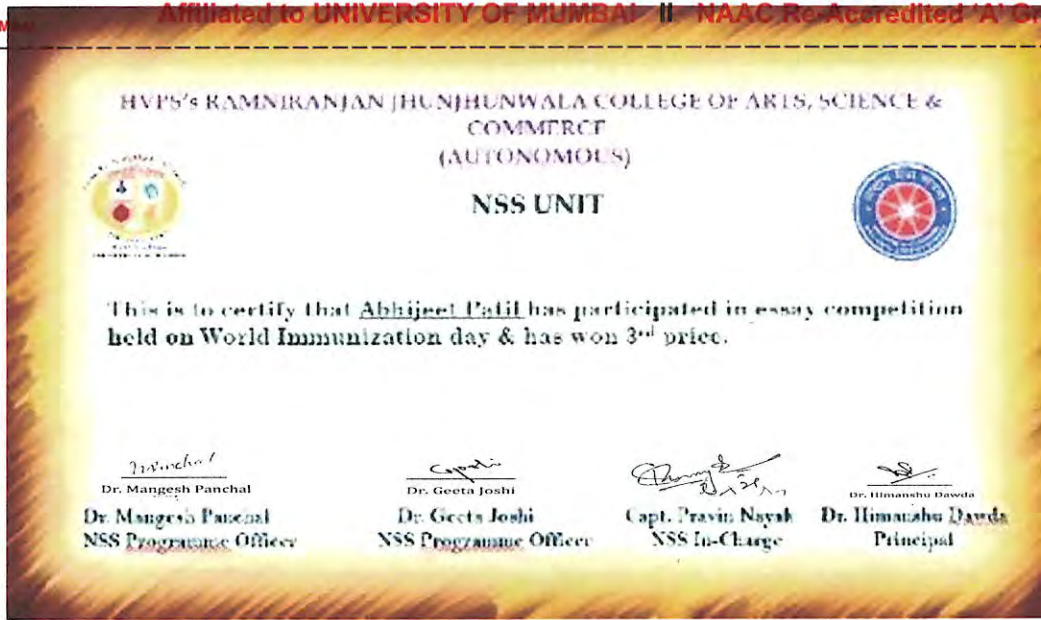 Affiliated to UNIVERSITY OF MUMBAI II NAAC Re-Accredited 'A' Gr
HVPS's RAMNIRANJAN JHUNJHUNWALA COLLEGE OF ARTS, SCIENCE &
COMMERCE
(AUTONOMOUS)
NSS UNIT
This is to certify that Abhijeet Patil has participated in essay competition
held on World Immunization day & has won 3rd price.
Dr. Mangesh Panchal
Dr. Geeta Joshi
Dr. Himanshu Dawda
Dr. Mangesh Panchal
Dr. Geeta Joshi
Capt. Pravin Nayak
Dr. Himanshu Dawda
NSS Programme Officer
NSS Programme Officer
NSS In-Charge
Principal